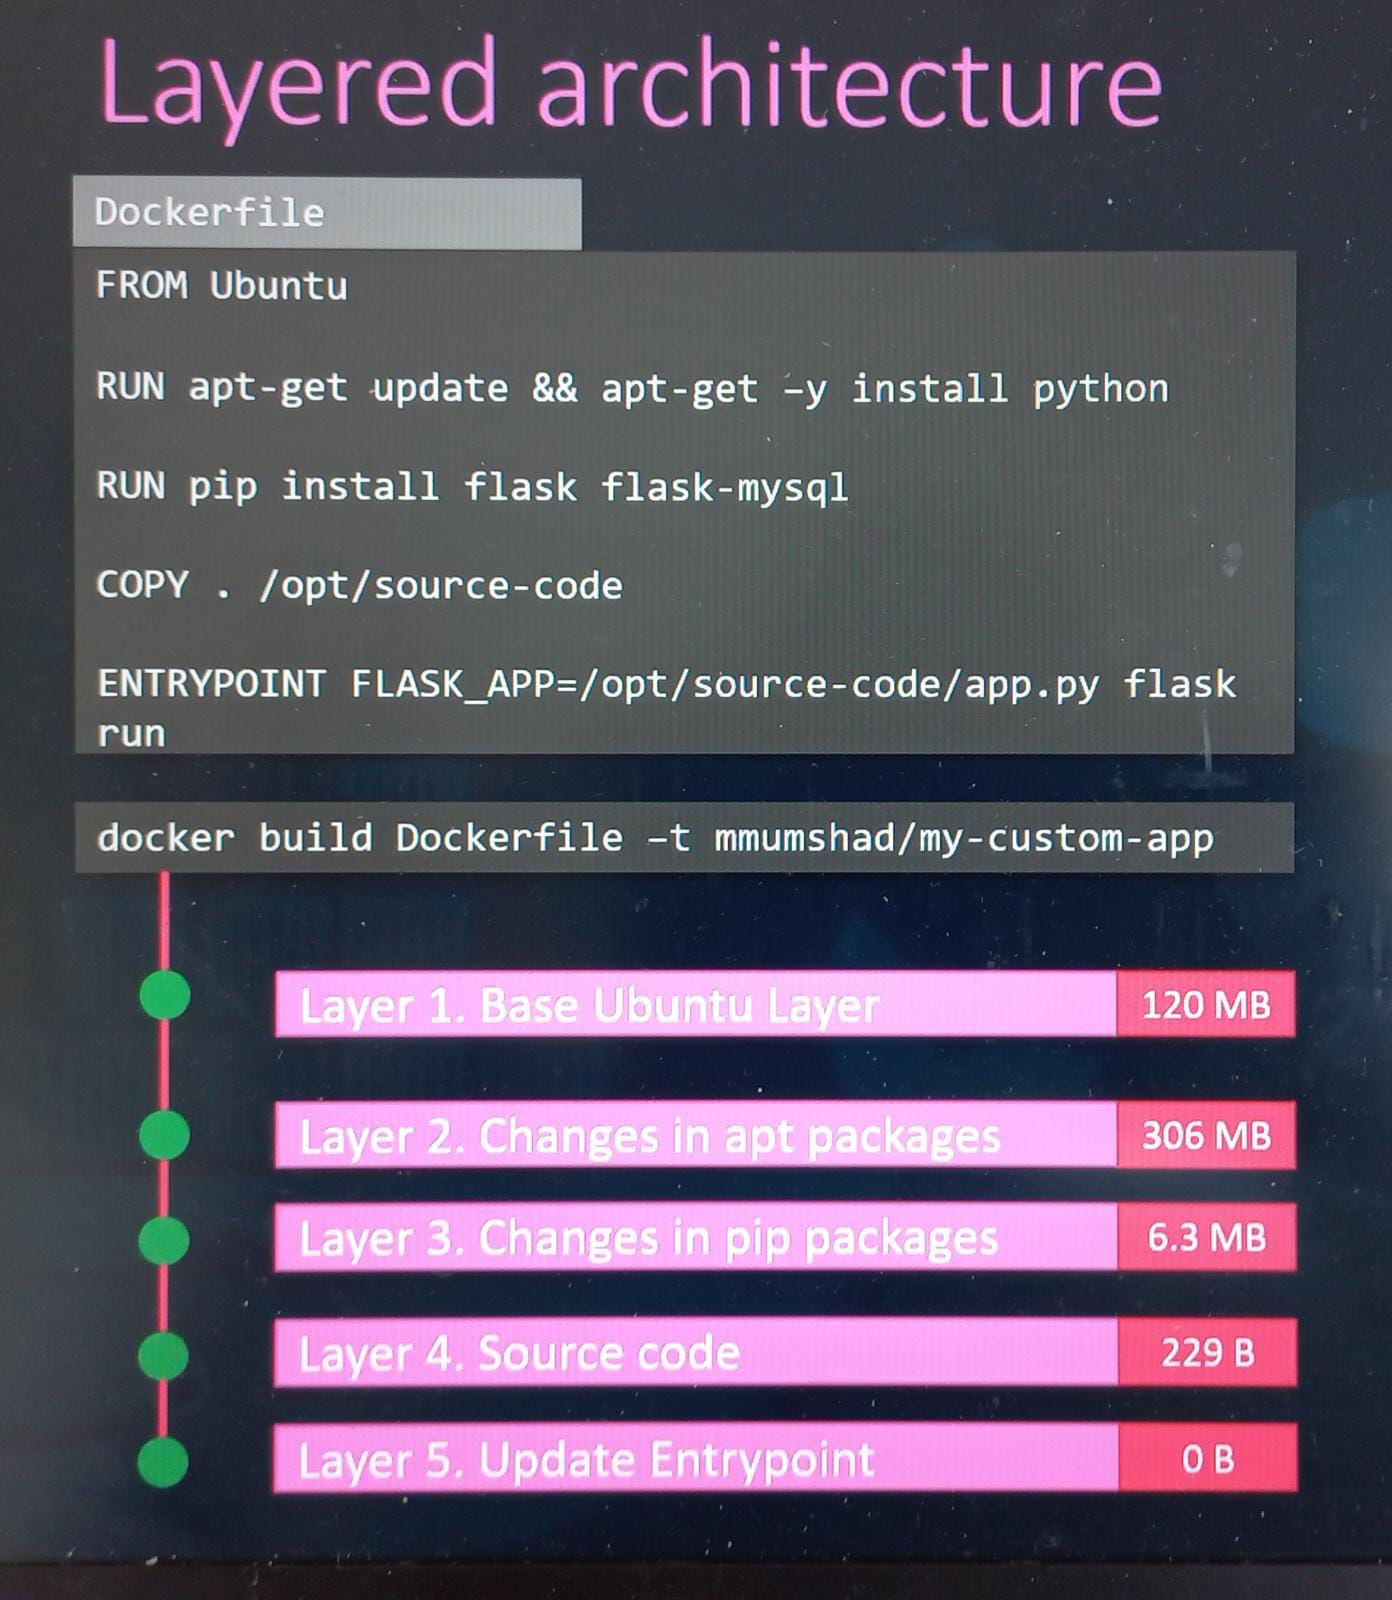 Layered architecture
Dockerfile
FROM Ubuntu
RUN apt-get update && apt-get –y install python
RUN pip install flask flask-mysql
COPY . /opt/source-code
ENTRYPOINT FLASK_APP=/opt/source-code/app.py flask
run
docker build Dockerfile –t mmumshad/my-custom-app
Layer 1. Base Ubuntu Layer 120 MB
Layer 2. Changes in apt packages 306 MB
Layer 3. Changes in pip packages 6.3 MB
Layer 4. Source code 229 B
Layer 5. Update Entrypoint 0 B